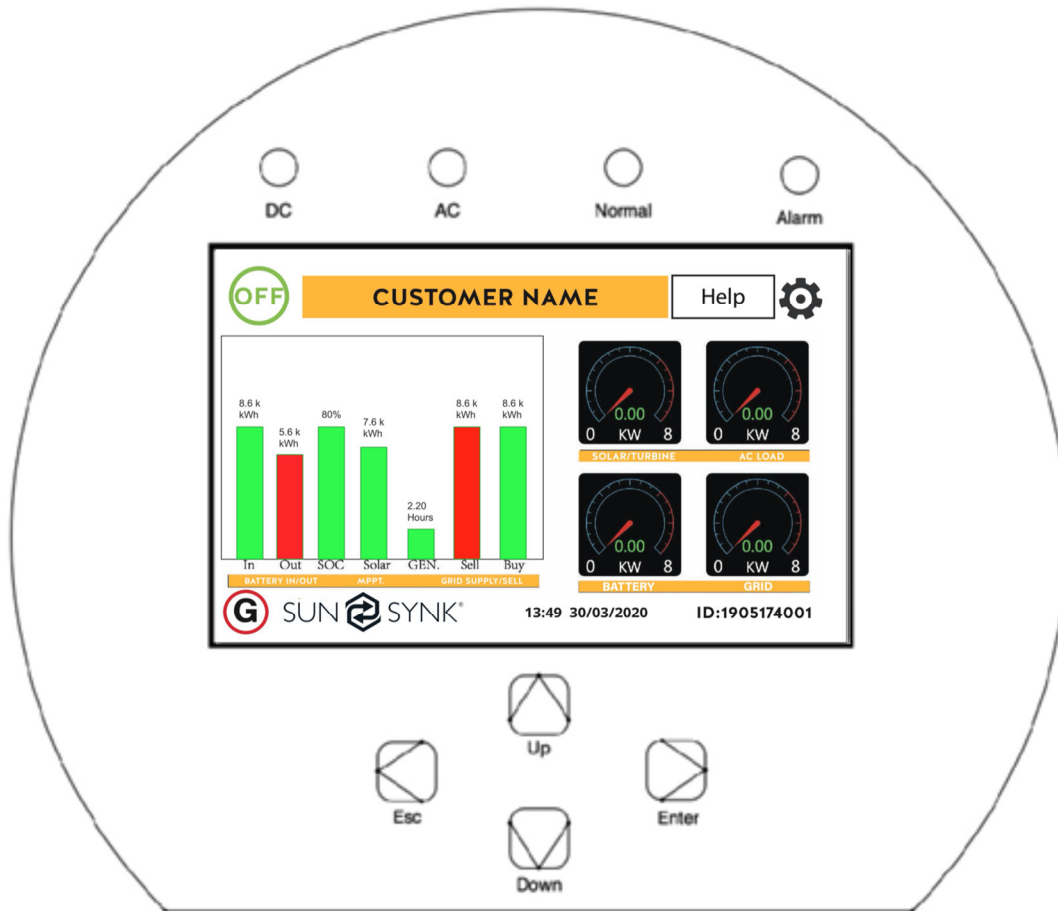 DC
AC
Normal
Alarm
OFF
CUSTOMER NAME
Help
8.6 k
kWh
5.6 k
kWh
80%
7.6 k
kWh
2.20
Hours
8.6 k
kWh
8.6 k
kWh
In
Out
SOC
Solar
GEN.
Sell
Buy
BATTERY IN/OUT
MPPT.
GRID SUPPLY/SELL
0.00
0 KW 8
0.00
0 KW 8
SOLAR/TURBINE
AC LOAD
0.00
0 KW 8
0.00
0 KW 8
BATTERY
GRID
G
SUN SYNK®
13:49 30/03/2020
ID:1905174001
Up
Esc
Enter
Down